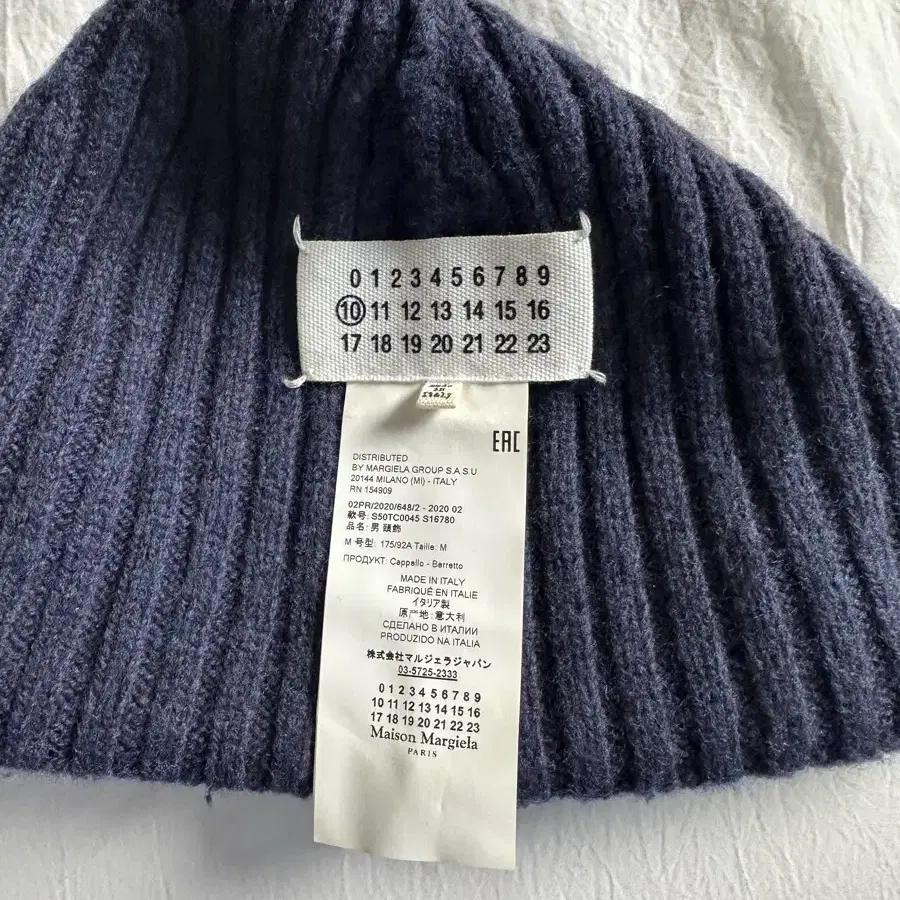 0 1 2 3 4 5 6 7 8 9
10 11 12 13 14 15 16
17 18 19 20 21 22 23
MADE
IN
ITALY
EAC
DISTRIBUTED
BY MARGIELA GROUP S.A.S.U
20144 MILANO (MI) - ITALY
RN 154909
02PR/2020/648/2 - 2020 02
款号: S50TC0045 S16780
品名: 男 頭飾
M 号型: 175/92A Taille: M
ПРОДУКТ: Cappello - Berretto
MADE IN ITALY
FABRIQUÉ EN ITALIE
イタリア製
原产地: 意大利
СДЕЛАНО В ИТАЛИИ
PRODUZIDO NA ITALIA
株式会社マルジェラジャパン
03-5725-2333
0 1 2 3 4 5 6 7 8 9
10 11 12 13 14 15 16
17 18 19 20 21 22 23
Maison Margiela
PARIS